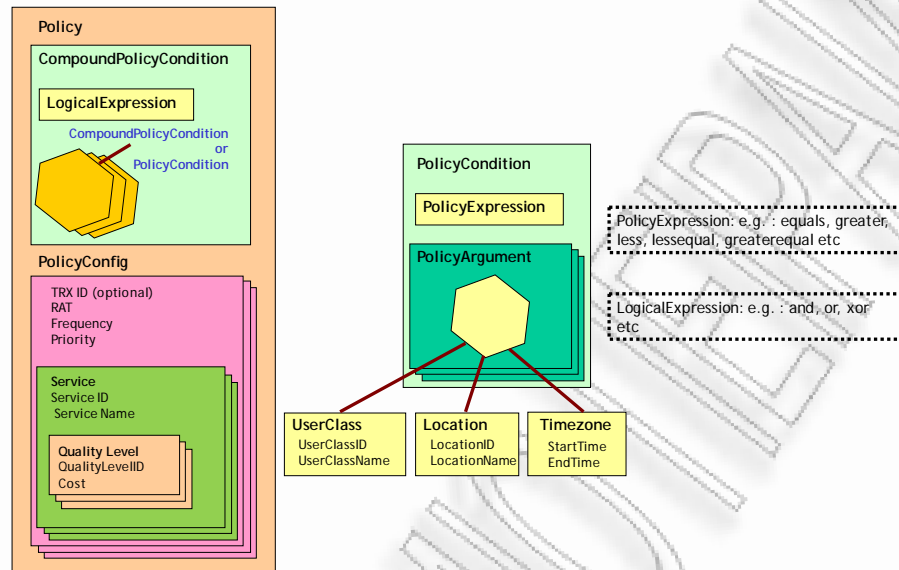 Policy
CompoundPolicyCondition
LogicalExpression
CompoundPolicyCondition
or
PolicyCondition
PolicyConfig
TRX ID (optional)
RAT
Frequency
Priority
Service
Service ID
Service Name
Quality Level
QualityLevelID
Cost
PolicyCondition
PolicyExpression
PolicyArgument
UserClass
UserClassID
UserClassName
Location
LocationID
LocationName
Timezone
StartTime
EndTime
PolicyExpression: e.g. : equals, greater,
less, lessequal, greaterequal etc
LogicalExpression: e.g. : and, or, xor
etc